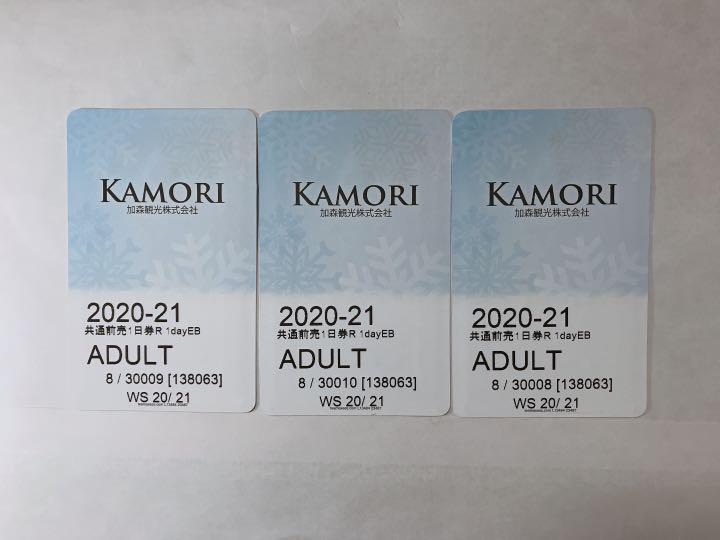 KAMORI
加森観光株式会社
2020-21
共通前売1日券R 1dayEB
ADULT
8 / 30009 [138063]
WS 20/ 21
KAMORI
加森観光株式会社
2020-21
共通前売1日券R 1dayEB
ADULT
8 / 30010 [138063]
WS 20/ 21
KAMORI
加森観光株式会社
2020-21
共通前売1日券R 1dayEB
ADULT
8 / 30008 [138063]
WS 20/ 21